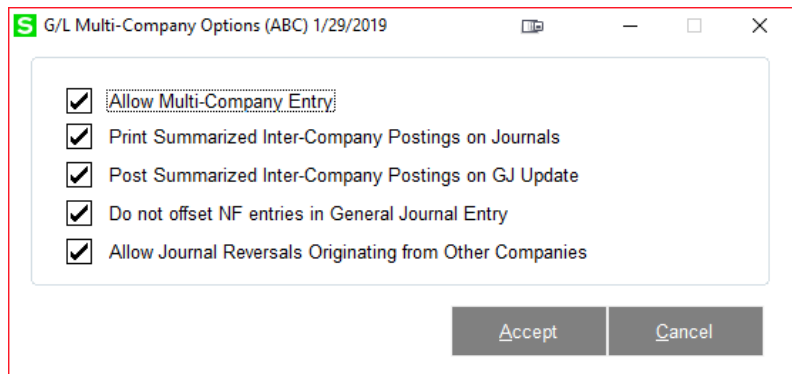 S G/L Multi-Company Options (ABC) 1/29/2019
Allow Multi-Company Entry
Print Summarized Inter-Company Postings on Journals
Post Summarized Inter-Company Postings on GJ Update
Do not offset NF entries in General Journal Entry
Allow Journal Reversals Originating from Other Companies
Accept Cancel